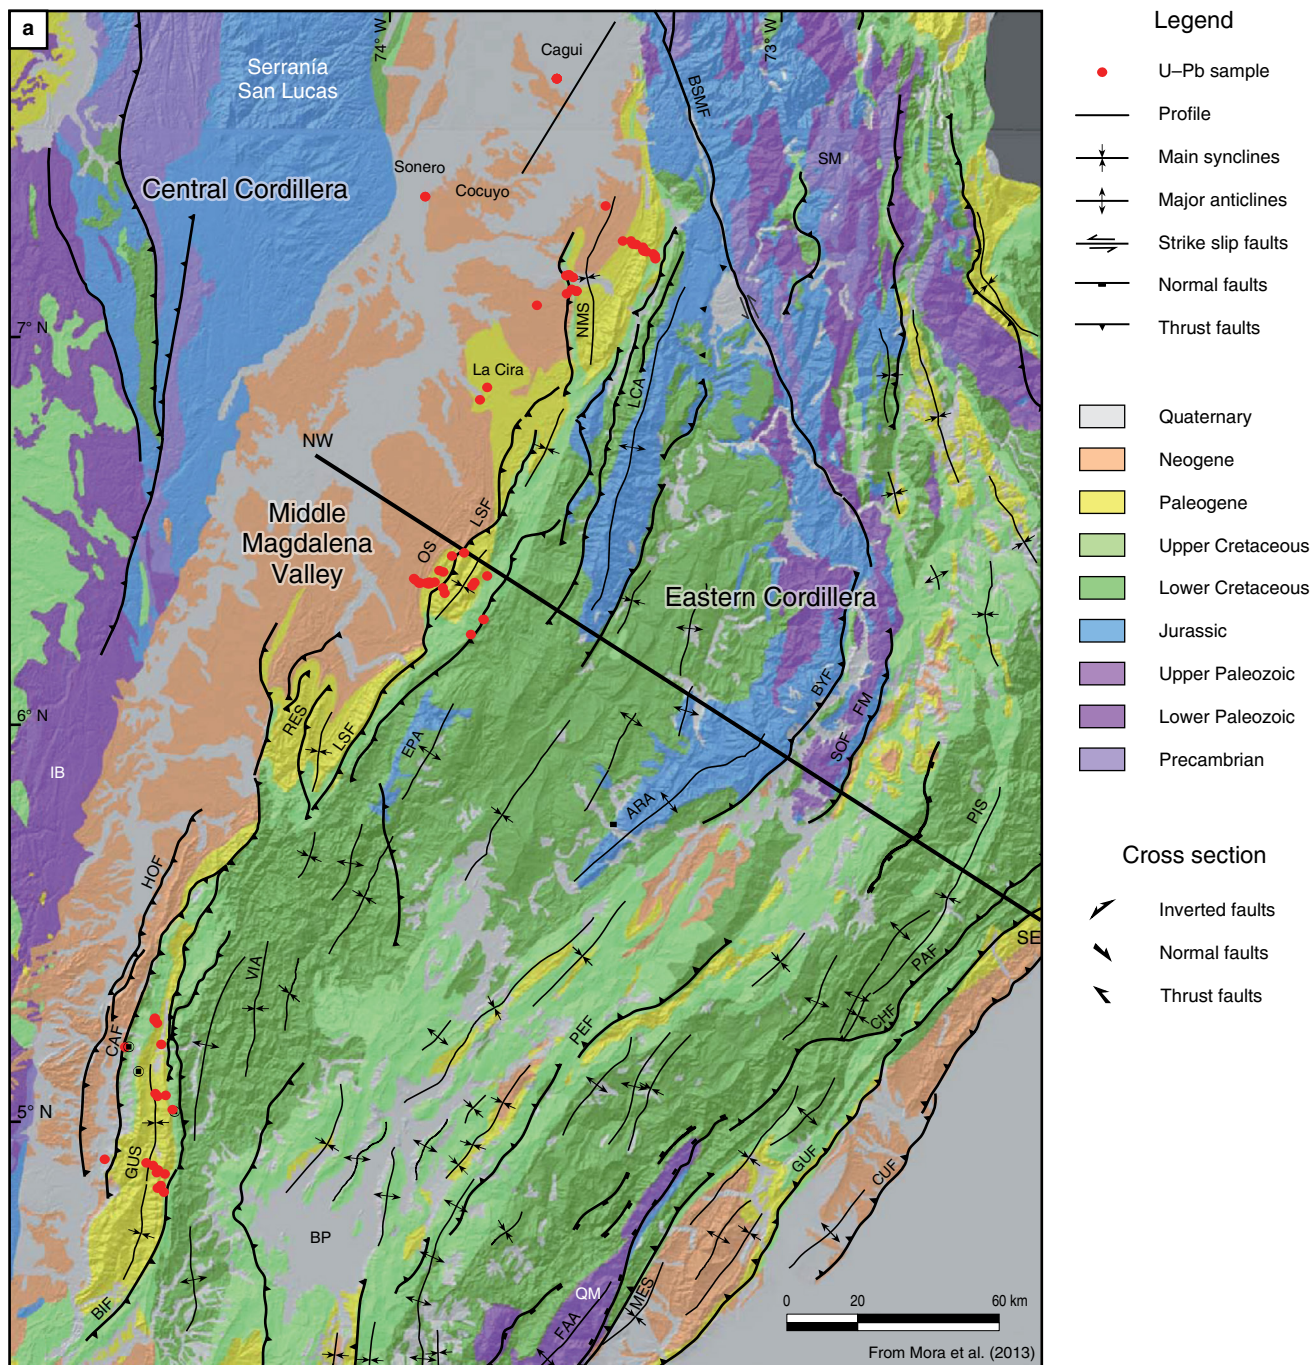 a
74° W
73° W
Cagui
Serranía
San Lucas
BSMF
SM
Sonero
Cocuyo
Central Cordillera
7° N
NMS
La Cira
LCA
NW
Middle
Magdalena
Valley
LSF
OS
Eastern Cordillera
BYF
FM
SOF
6° N
RES
LSF
EPA
IB
ARA
PIS
HOF
SE
VIA
PAF
CHF
CAF
PEF
5° N
GUS
GUF
CUF
BP
QM
MES
FAA
BIF
0 20 60 km
From Mora et al. (2013)
Legend
U–Pb sample
Profile
Main synclines
Major anticlines
Strike slip faults
Normal faults
Thrust faults
Quaternary
Neogene
Paleogene
Upper Cretaceous
Lower Cretaceous
Jurassic
Upper Paleozoic
Lower Paleozoic
Precambrian
Cross section
Inverted faults
Normal faults
Thrust faults